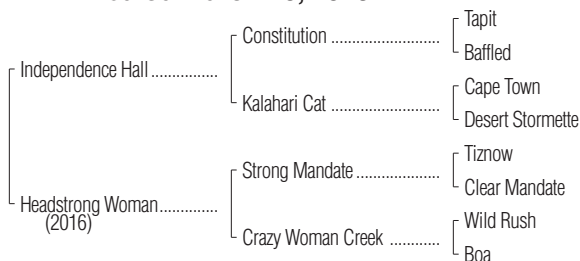 Tapit
Constitution ..........................
Baffled
Independence Hall ................
Cape Town
Kalahari Cat ..........................
Desert Stormette
Tiznow
Strong Mandate ....................
Clear Mandate
Headstrong Woman..............
(2016)
Wild Rush
Crazy Woman Creek ............
Boa